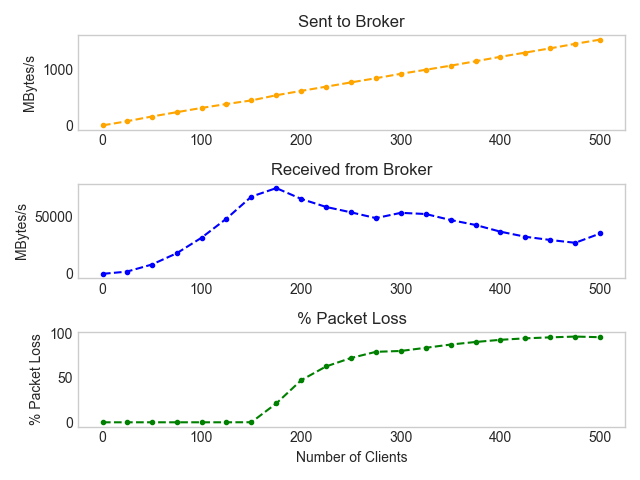 Sent to Broker
MBytes/s
1000
0
0 100 200 300 400 500
Received from Broker
MBytes/s
50000
0
0 100 200 300 400 500
% Packet Loss
% Packet Loss
100
50
0
0 100 200 300 400 500
Number of Clients